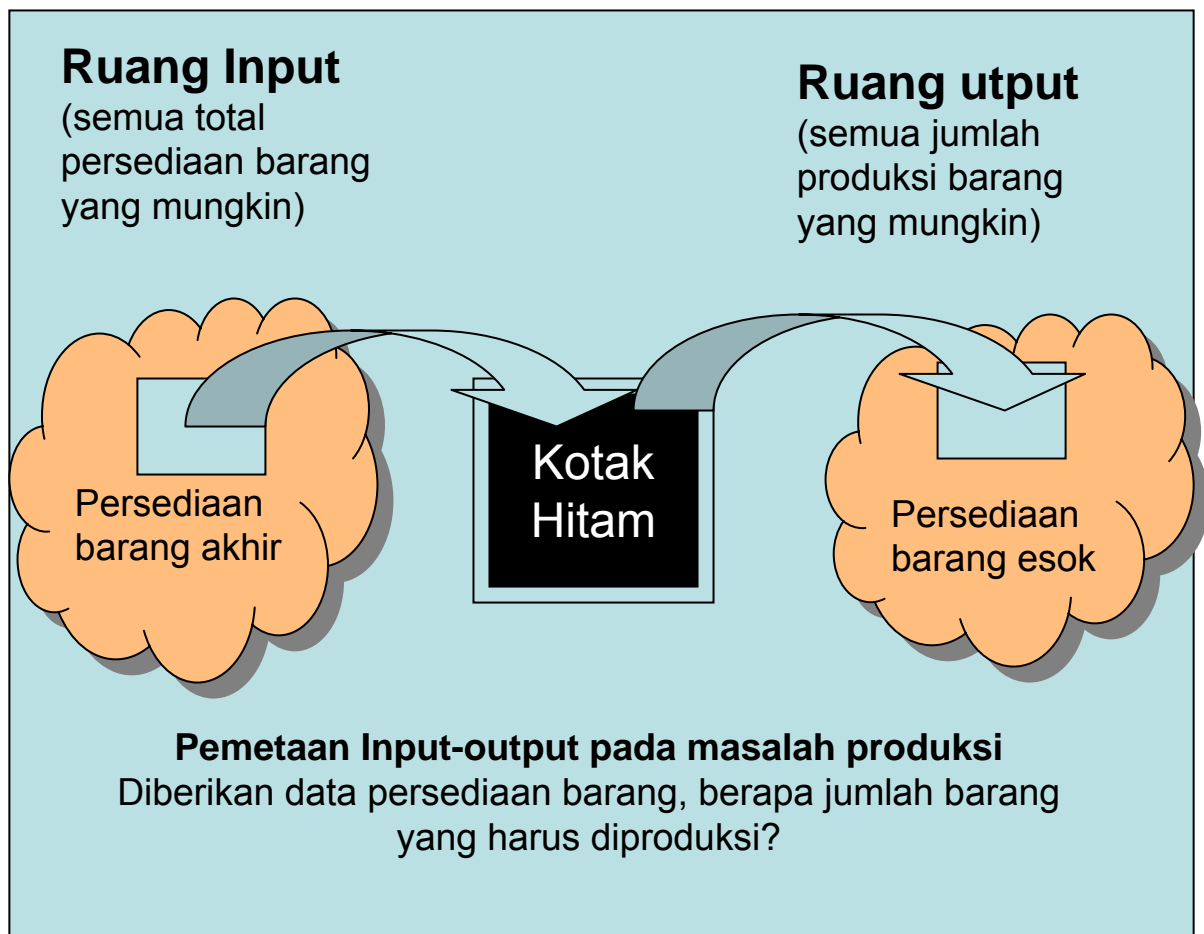 Ruang Input
(semua total
persediaan barang
yang mungkin)
Ruang utput
(semua jumlah
produksi barang
yang mungkin)
Persediaan
barang akhir
Kotak
Hitam
Persediaan
barang esok
Pemetaan Input-output pada masalah produksi
Diberikan data persediaan barang, berapa jumlah barang
yang harus diproduksi?